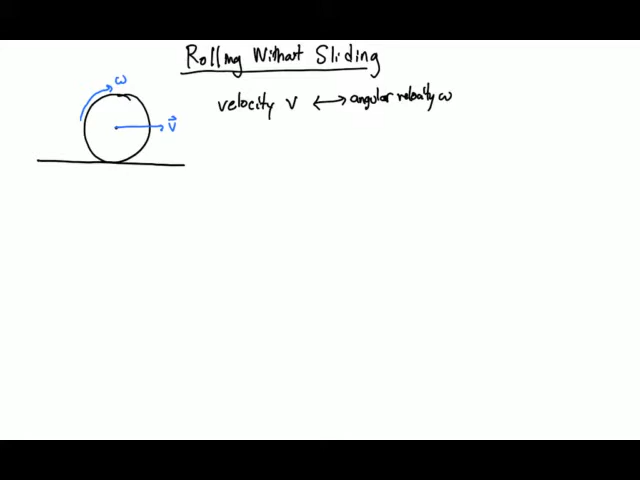 Rolling Without Sliding
ω
velocity v ⟷ angular velocity ω
v⃗